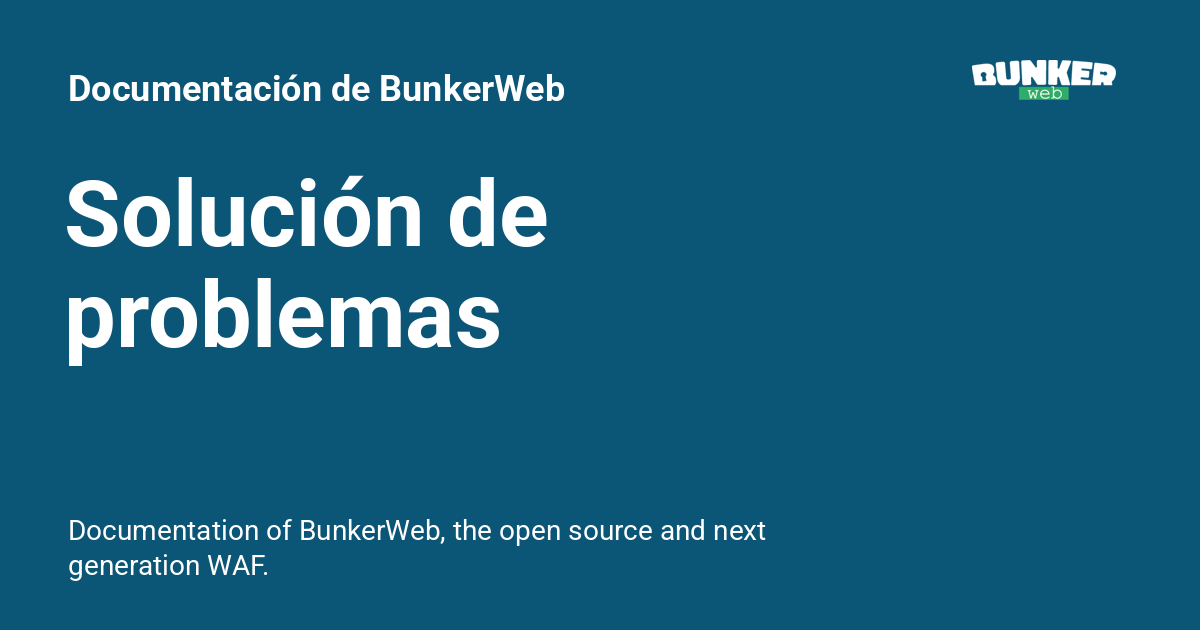 Documentación de BunkerWeb
BUNKER
web
Solución de
problemas
Documentation of BunkerWeb, the open source and next
generation WAF.